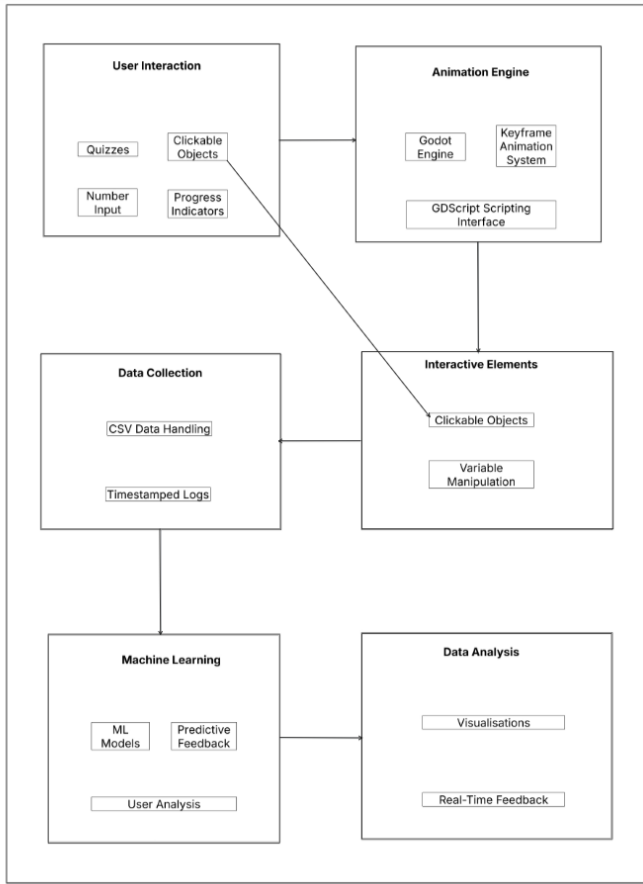 User Interaction
Quizzes
Clickable
Objects
Number
Input
Progress
Indicators
Animation Engine
Godot
Engine
Keyframe
Animation
System
GDScript Scripting
Interface
Data Collection
CSV Data Handling
Timestamped Logs
Interactive Elements
Clickable Objects
Variable
Manipulation
Machine Learning
ML
Models
Predictive
Feedback
User Analysis
Data Analysis
Visualisations
Real-Time Feedback